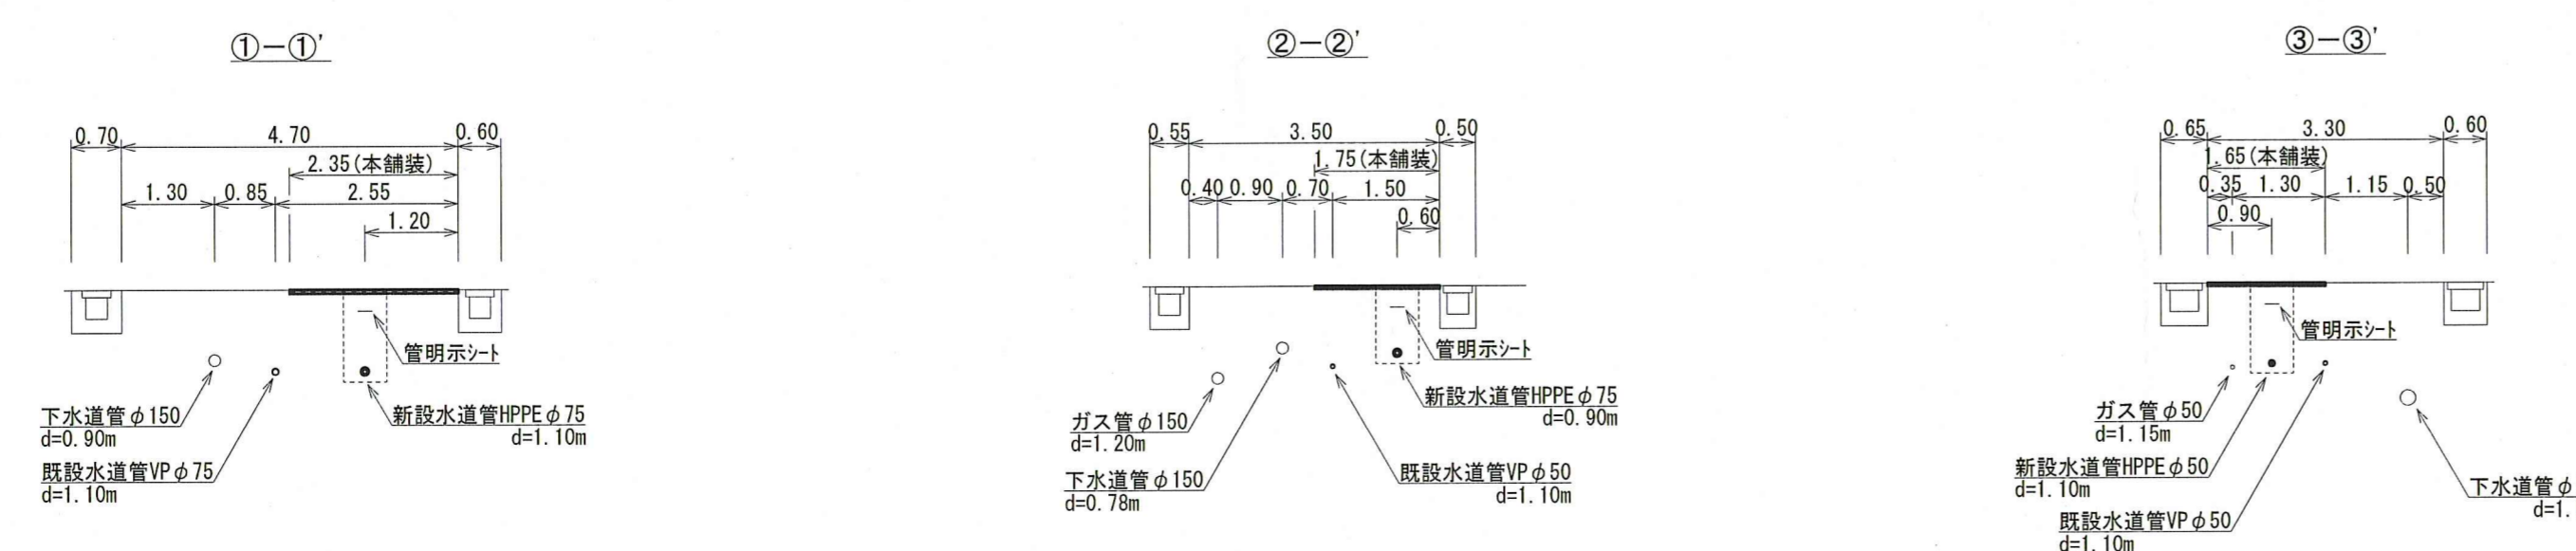 ①－①'
0.70
4.70
0.60
2.35(本舗装)
1.30
0.85
2.55
1.20
管明示シート
下水道管φ150
d=0.90m
新設水道管HPPEφ75
d=1.10m
既設水道管VPφ75
d=1.10m
②－②'
0.55
3.50
0.50
1.75(本舗装)
0.40
0.90
0.70
1.50
0.60
管明示シート
新設水道管HPPEφ75
d=0.90m
ガス管φ150
d=1.20m
下水道管φ150
d=0.78m
既設水道管VPφ50
d=1.10m
③－③'
0.65
3.30
0.60
1.65(本舗装)
0.35
1.30
1.15
0.50
0.90
管明示シート
ガス管φ50
d=1.15m
新設水道管HPPEφ50
d=1.10m
下水道管φ
d=1.
既設水道管VPφ50
d=1.10m